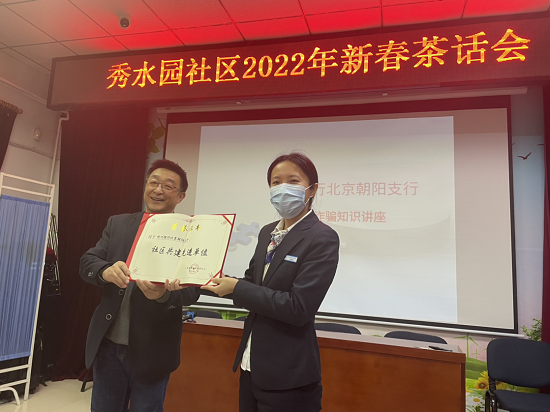 秀水园社区2022年新春茶话会
行北京朝阳支行
诈骗知识讲座
社区共建先进单位